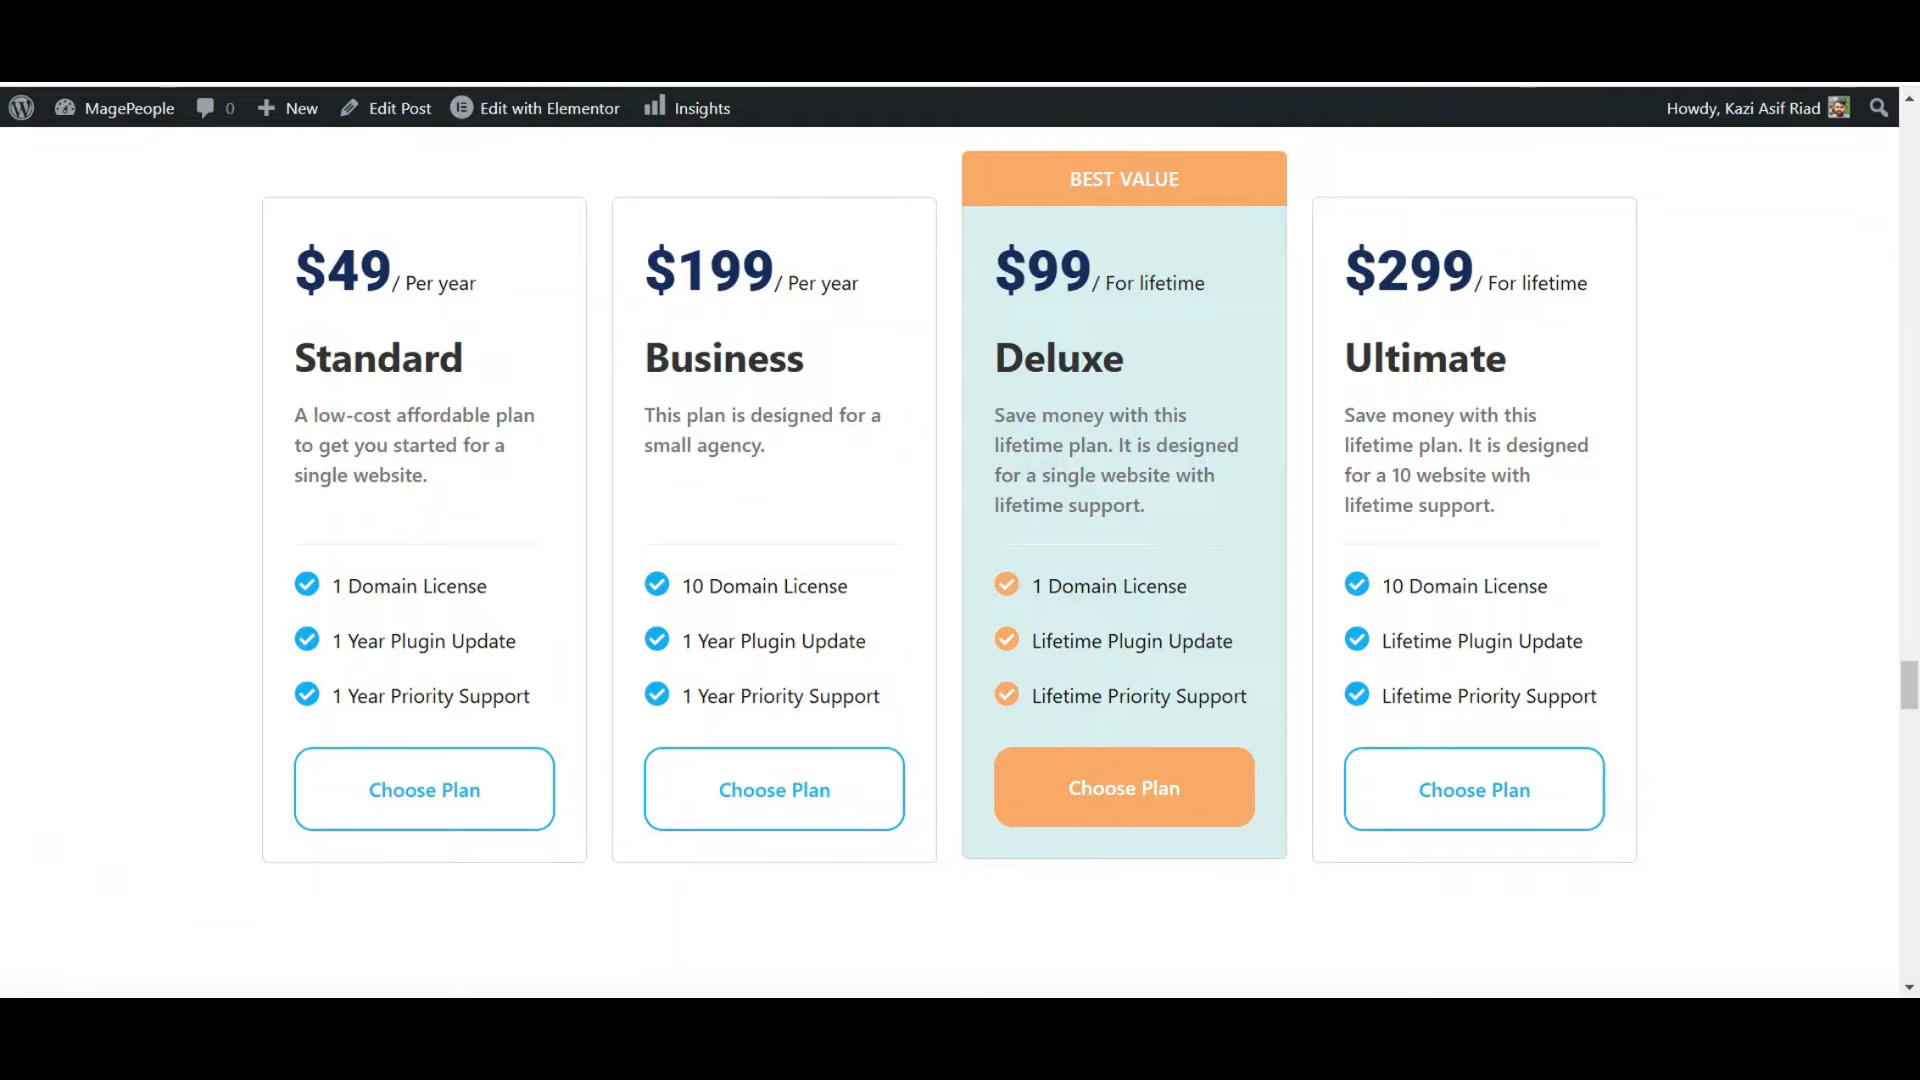 MagePeople 0 New Edit Post Edit with Elementor Insights Howdy, Kazi Asif Riad
$49/ Per year
Standard
A low-cost affordable plan
to get you started for a
single website.
1 Domain License
1 Year Plugin Update
1 Year Priority Support
Choose Plan
$199/ Per year
Business
This plan is designed for a
small agency.
10 Domain License
1 Year Plugin Update
1 Year Priority Support
Choose Plan
BEST VALUE
$99/ For lifetime
Deluxe
Save money with this
lifetime plan. It is designed
for a single website with
lifetime support.
1 Domain License
Lifetime Plugin Update
Lifetime Priority Support
Choose Plan
$299/ For lifetime
Ultimate
Save money with this
lifetime plan. It is designed
for a 10 website with
lifetime support.
10 Domain License
Lifetime Plugin Update
Lifetime Priority Support
Choose Plan